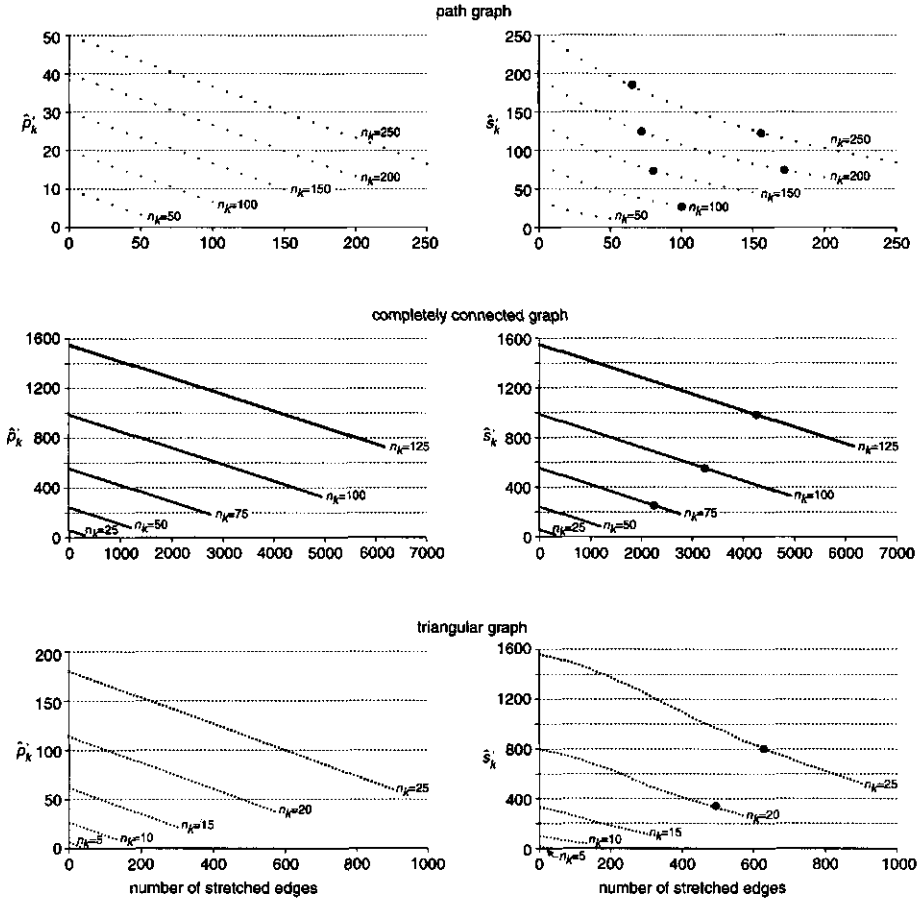 path graph
50
40
30
20
10
0
p̂'k
nk=250
nk=200
nk=150
nk=100
nk=50
0 50 100 150 200 250
250
200
150
100
50
0
ŝ'k
nk=250
nk=200
nk=150
nk=100
nk=50
0 50 100 150 200 250
completely connected graph
1600
1200
800
400
0
p̂'k
nk=125
nk=100
nk=75
nk=50
nk=25
0 1000 2000 3000 4000 5000 6000 7000
1600
1200
800
400
0
ŝ'k
nk=125
nk=100
nk=75
nk=50
nk=25
0 1000 2000 3000 4000 5000 6000 7000
triangular graph
200
150
100
50
0
p̂'k
nk=25
nk=20
nk=15
nk=10
nk=5
0 200 400 600 800 1000
number of stretched edges
1600
1200
800
400
0
ŝ'k
nk=25
nk=20
nk=15
nk=10
nk=5
0 200 400 600 800 1000
number of stretched edges